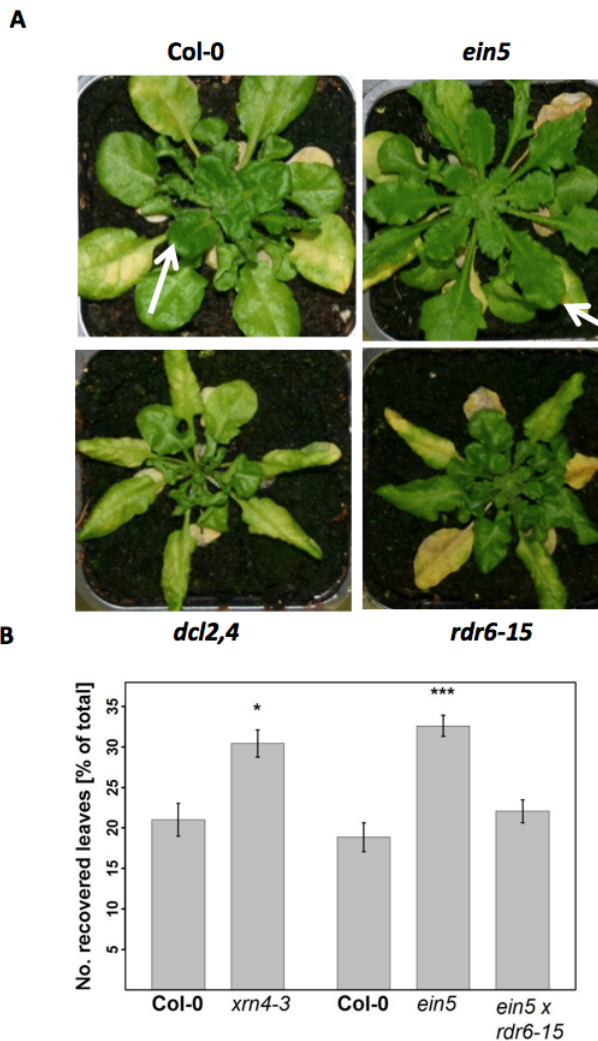 A
Col-0 ein5
dcl2,4 rdr6-15
B
No. recovered leaves [% of total]
35
30
25
20
15
10
5
* ***
Col-0 xrn4-3 Col-0 ein5 ein5 x
rdr6-15